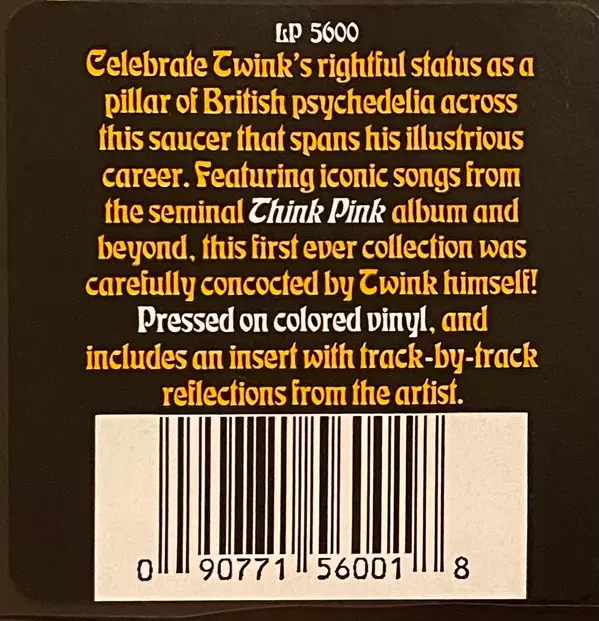 LP 5600
Celebrate Twink's rightful status as a
pillar of British psychedelia across
this saucer that spans his illustrious
career. Featuring iconic songs from
the seminal Think Pink album and
beyond, this first ever collection was
carefully concocted by Twink himself!
Pressed on colored vinyl, and
includes an insert with track-by-track
reflections from the artist.
0 90771 56001 8